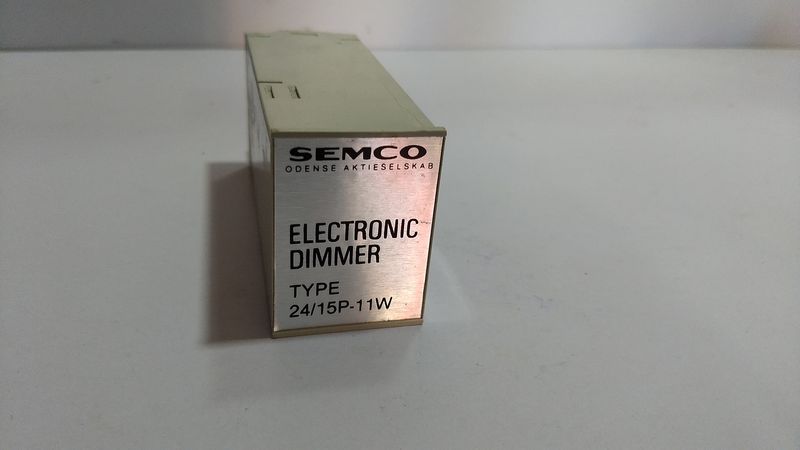 SEMCO
ODENSE AKTIESELSKAB
ELECTRONIC
DIMMER
TYPE
24/15P-11W